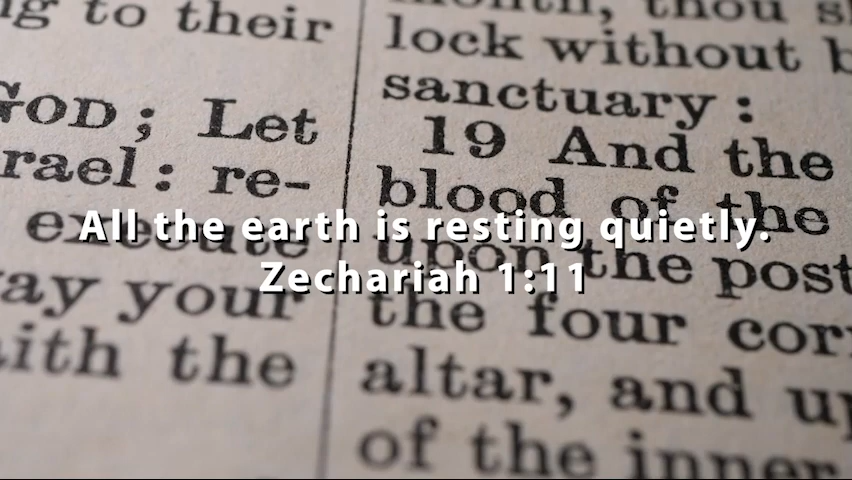 to their
GOD; Let
rael: re-
execute
ay your
ith the
thou
lock without
sanctuary:
19 And the
blood of the
upon the post
the four cor
altar, and up
of the inner
All the earth is resting quietly.
Zechariah 1:11